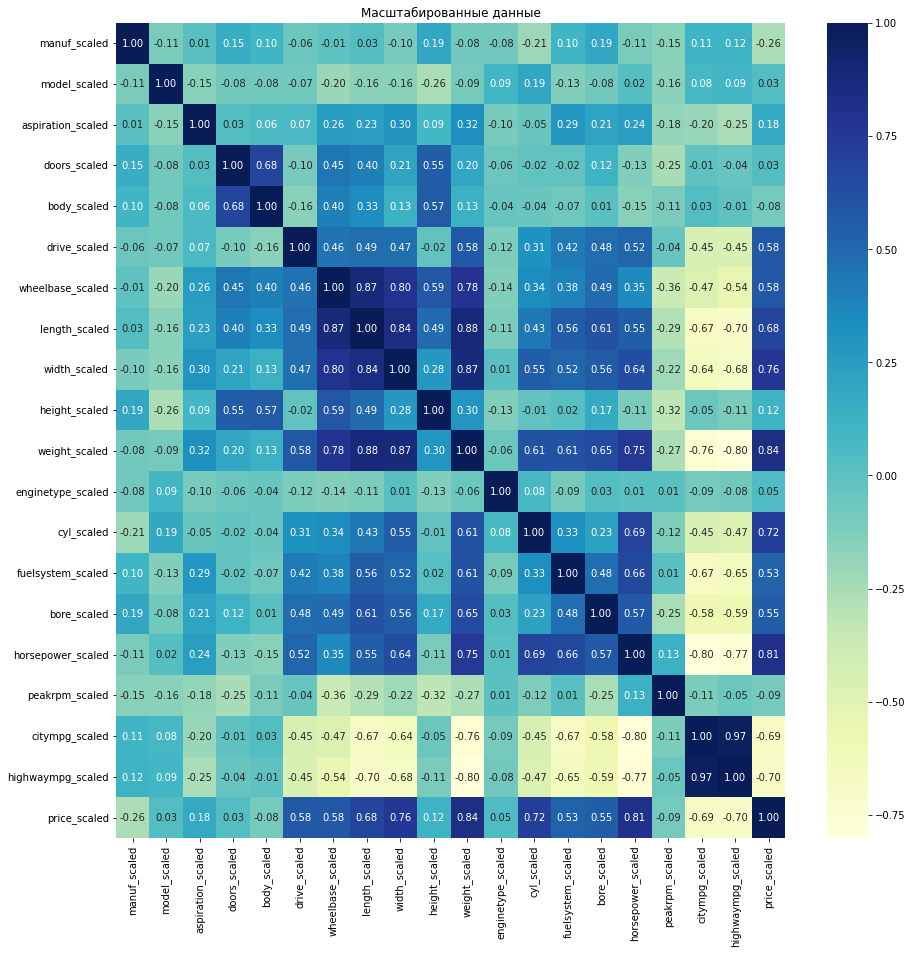 Масштабированные данные
manuf_scaled 1.00 -0.11 0.01 0.15 0.10 -0.06 -0.01 0.03 -0.10 0.19 -0.08 -0.08 -0.21 0.10 0.19 -0.11 -0.15 0.11 0.12 -0.26
model_scaled -0.11 1.00 -0.15 -0.08 -0.08 -0.07 -0.20 -0.16 -0.16 -0.26 -0.09 0.09 0.19 -0.13 -0.08 0.02 -0.16 0.08 0.09 0.03
aspiration_scaled 0.01 -0.15 1.00 0.03 0.06 0.07 0.26 0.23 0.30 0.09 0.32 -0.10 -0.05 0.29 0.21 0.24 -0.18 -0.20 -0.25 0.18
doors_scaled 0.15 -0.08 0.03 1.00 0.68 -0.10 0.45 0.40 0.21 0.55 0.20 -0.06 -0.02 -0.02 0.12 -0.13 -0.25 -0.01 -0.04 0.03
body_scaled 0.10 -0.08 0.06 0.68 1.00 -0.16 0.40 0.33 0.13 0.57 0.13 -0.04 -0.04 -0.07 0.01 -0.15 -0.11 0.03 -0.01 -0.08
drive_scaled -0.06 -0.07 0.07 -0.10 -0.16 1.00 0.46 0.49 0.47 -0.02 0.58 -0.12 0.31 0.42 0.48 0.52 -0.04 -0.45 -0.45 0.58
wheelbase_scaled -0.01 -0.20 0.26 0.45 0.40 0.46 1.00 0.87 0.80 0.59 0.78 -0.14 0.34 0.38 0.49 0.35 -0.36 -0.47 -0.54 0.58
length_scaled 0.03 -0.16 0.23 0.40 0.33 0.49 0.87 1.00 0.84 0.49 0.88 -0.11 0.43 0.56 0.61 0.55 -0.29 -0.67 -0.70 0.68
width_scaled -0.10 -0.16 0.30 0.21 0.13 0.47 0.80 0.84 1.00 0.28 0.87 0.01 0.55 0.52 0.56 0.64 -0.22 -0.64 -0.68 0.76
height_scaled 0.19 -0.26 0.09 0.55 0.57 -0.02 0.59 0.49 0.28 1.00 0.30 -0.13 -0.01 0.02 0.17 -0.11 -0.32 -0.05 -0.11 0.12
weight_scaled -0.08 -0.09 0.32 0.20 0.13 0.58 0.78 0.88 0.87 0.30 1.00 -0.06 0.61 0.61 0.65 0.75 -0.27 -0.76 -0.80 0.84
enginetype_scaled -0.08 0.09 -0.10 -0.06 -0.04 -0.12 -0.14 -0.11 0.01 -0.13 -0.06 1.00 0.08 -0.09 0.03 0.01 0.01 -0.09 -0.08 0.05
cyl_scaled -0.21 0.19 -0.05 -0.02 -0.04 0.31 0.34 0.43 0.55 -0.01 0.61 0.08 1.00 0.33 0.23 0.69 -0.12 -0.45 -0.47 0.72
fuelsystem_scaled 0.10 -0.13 0.29 -0.02 -0.07 0.42 0.38 0.56 0.52 0.02 0.61 -0.09 0.33 1.00 0.48 0.66 0.01 -0.67 -0.65 0.53
bore_scaled 0.19 -0.08 0.21 0.12 0.01 0.48 0.49 0.61 0.56 0.17 0.65 0.03 0.23 0.48 1.00 0.57 -0.25 -0.58 -0.59 0.55
horsepower_scaled -0.11 0.02 0.24 -0.13 -0.15 0.52 0.35 0.55 0.64 -0.11 0.75 0.01 0.69 0.66 0.57 1.00 0.13 -0.80 -0.77 0.81
peakrpm_scaled -0.15 -0.16 -0.18 -0.25 -0.11 -0.04 -0.36 -0.29 -0.22 -0.32 -0.27 0.01 -0.12 0.01 -0.25 0.13 1.00 -0.11 -0.05 -0.09
citympg_scaled 0.11 0.08 -0.20 -0.01 0.03 -0.45 -0.47 -0.67 -0.64 -0.05 -0.76 -0.09 -0.45 -0.67 -0.58 -0.80 -0.11 1.00 0.97 -0.69
highwaympg_scaled 0.12 0.09 -0.25 -0.04 -0.01 -0.45 -0.54 -0.70 -0.68 -0.11 -0.80 -0.08 -0.47 -0.65 -0.59 -0.77 -0.05 0.97 1.00 -0.70
price_scaled -0.26 0.03 0.18 0.03 -0.08 0.58 0.58 0.68 0.76 0.12 0.84 0.05 0.72 0.53 0.55 0.81 -0.09 -0.69 -0.70 1.00
manuf_scaled
model_scaled
aspiration_scaled
doors_scaled
body_scaled
drive_scaled
wheelbase_scaled
length_scaled
width_scaled
height_scaled
weight_scaled
enginetype_scaled
cyl_scaled
fuelsystem_scaled
bore_scaled
horsepower_scaled
peakrpm_scaled
citympg_scaled
highwaympg_scaled
price_scaled
1.00
0.75
0.50
0.25
0.00
−0.25
−0.50
−0.75